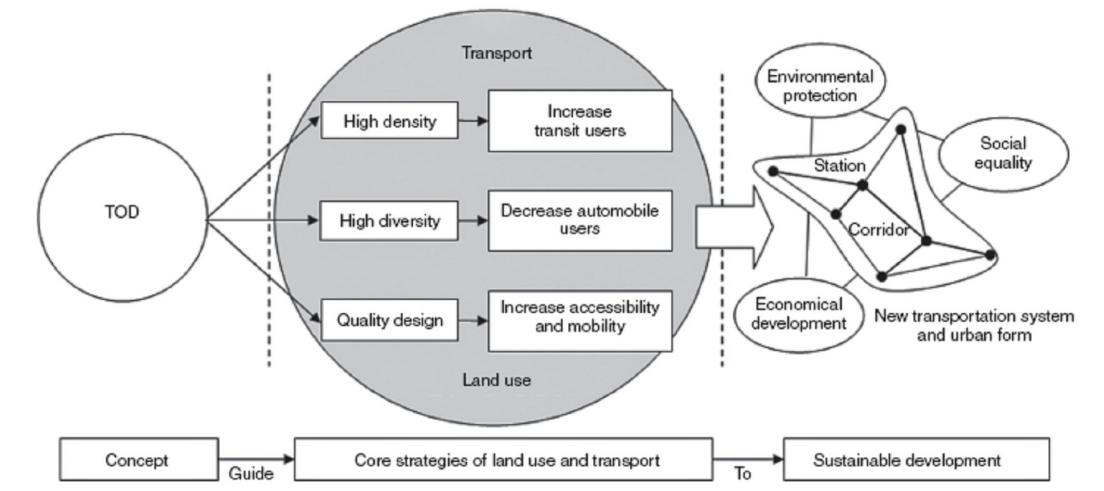 Transport
TOD
High density
Increase
transit users
High diversity
Decrease automobile
users
Quality design
Increase accessibility
and mobility
Land use
Environmental
protection
Social
equality
Station
Corridor
Economical
development
New transportation system
and urban form
Concept
Guide
Core strategies of land use and transport
To
Sustainable development